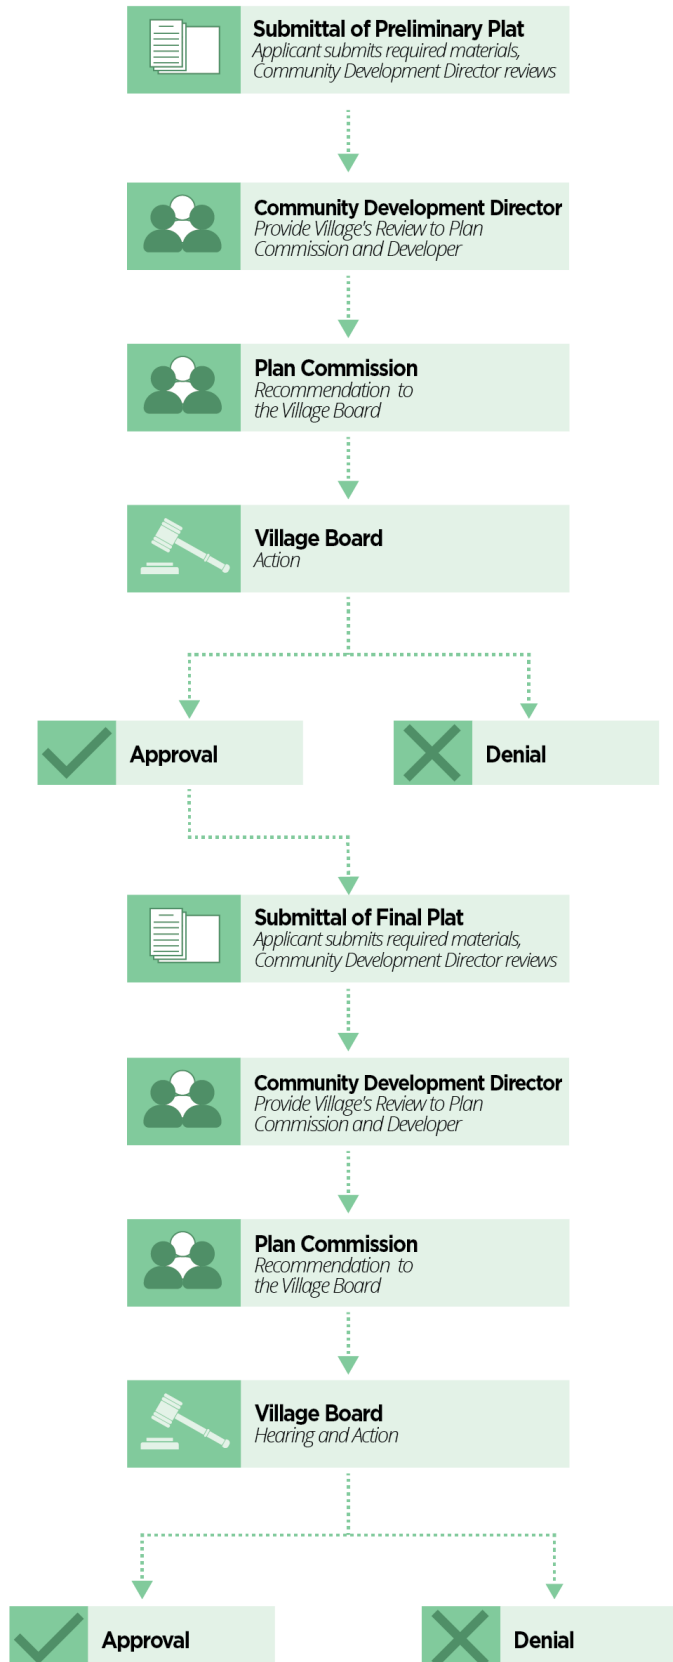 Submittal of Preliminary Plat
Applicant submits required materials,
Community Development Director reviews
Community Development Director
Provide Village's Review to Plan
Commission and Developer
Plan Commission
Recommendation to
the Village Board
Village Board
Action
Approval
Denial
Submittal of Final Plat
Applicant submits required materials,
Community Development Director reviews
Community Development Director
Provide Village's Review to Plan
Commission and Developer
Plan Commission
Recommendation to
the Village Board
Village Board
Hearing and Action
Approval
Denial